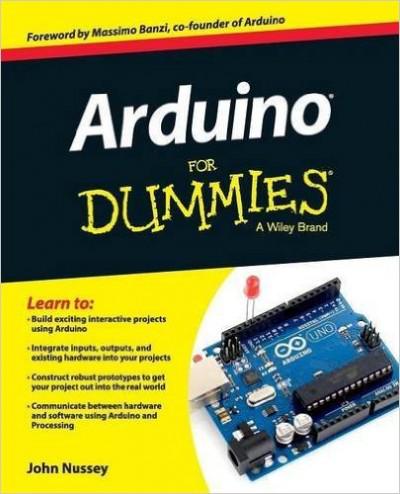 Foreword by Massimo Banzi, co-founder of Arduino
Arduino®
FOR
DUMMIES®
A Wiley Brand
Learn to:
• Build exciting interactive projects
using Arduino
• Integrate inputs, outputs, and
existing hardware into your projects
• Construct robust prototypes to get
your project out into the real world
• Communicate between hardware
and software using Arduino and
Processing
ARDUINO
UNO
John Nussey